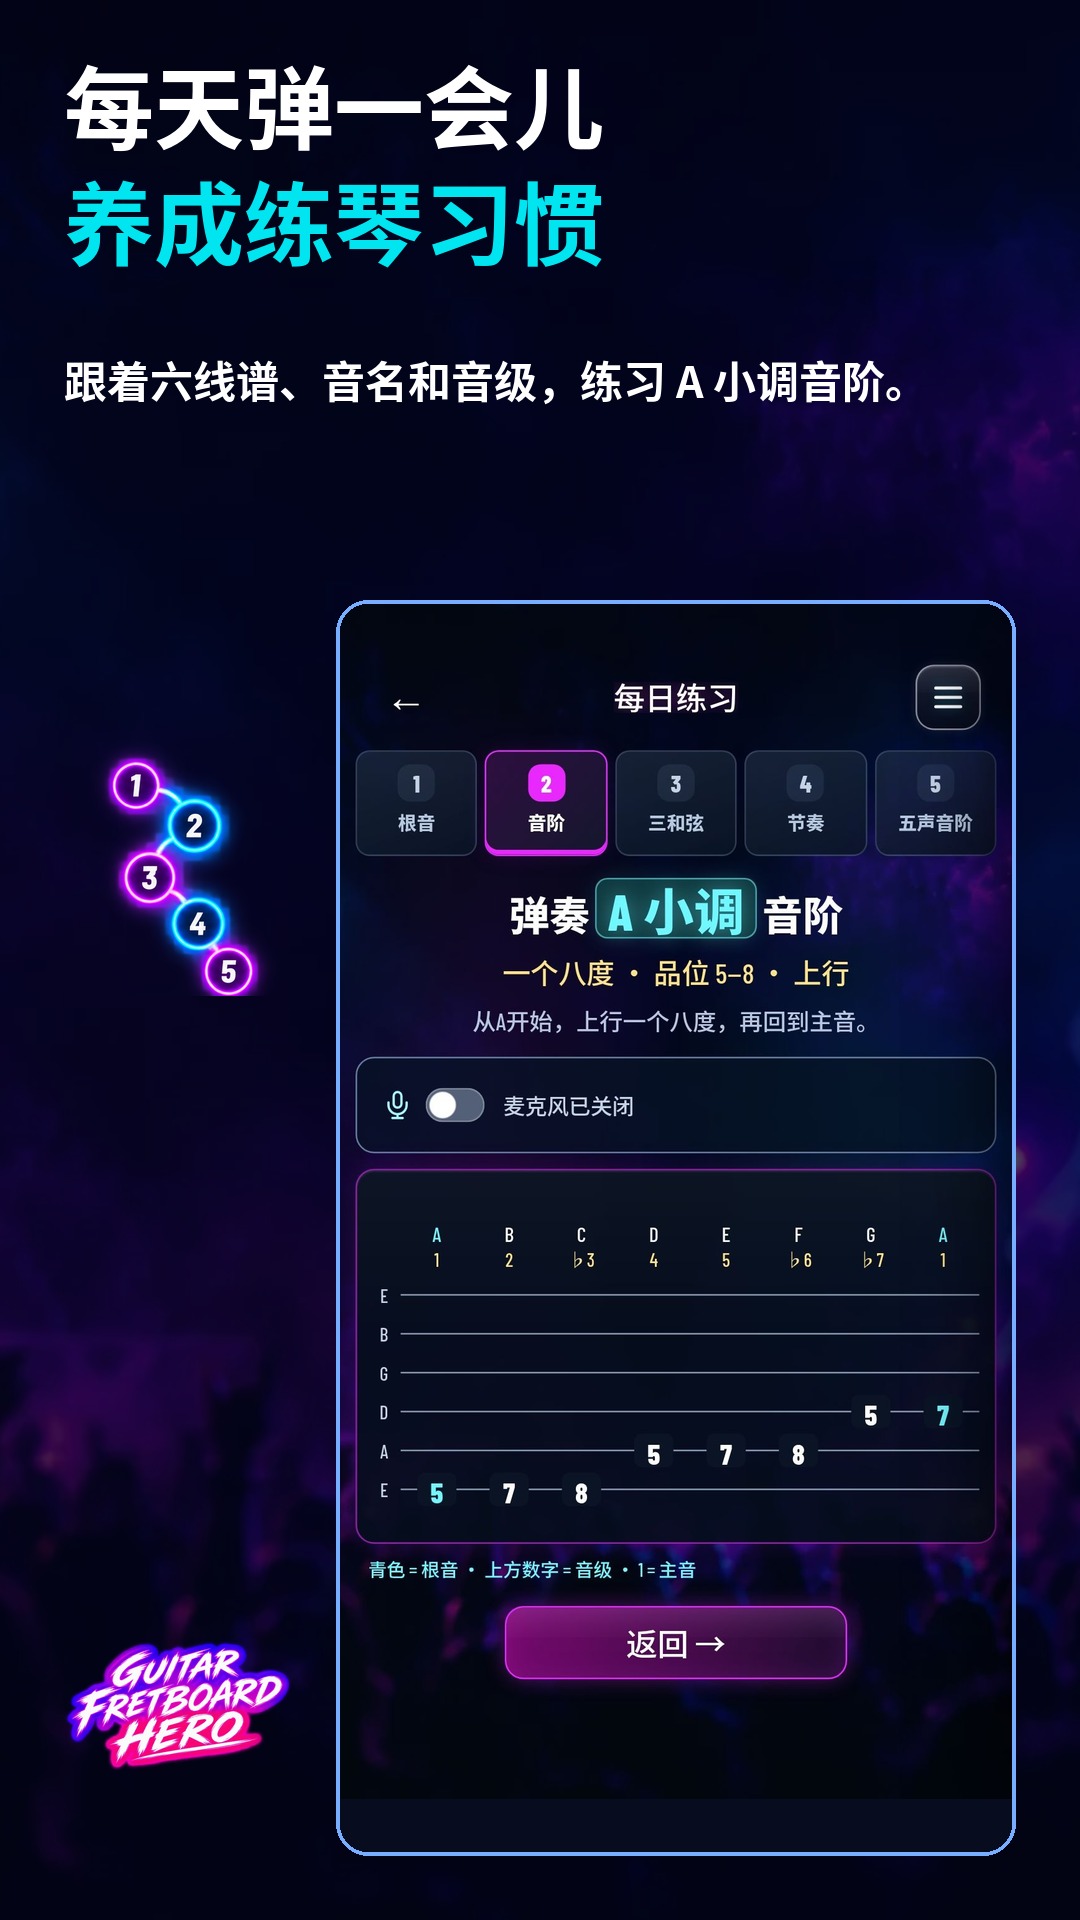 每天弹一会儿
养成练琴习惯
跟着六线谱、音名和音级，练习 A 小调音阶。
← 每日练习
1 2 3 4 5
根音 音阶 三和弦 节奏 五声音阶
1
2
3
4
5
弹奏 A 小调 音阶
一个八度 • 品位 5–8 • 上行
从A开始，上行一个八度，再回到主音。
麦克风已关闭
A B C D E F G A
1 2 ♭3 4 5 ♭6 ♭7 1
E
B
G
D 5 7
A 5 7 8
E 5 7 8
青色 = 根音 • 上方数字 = 音级 • 1 = 主音
返回 →
GUITAR
FRETBOARD
HERO